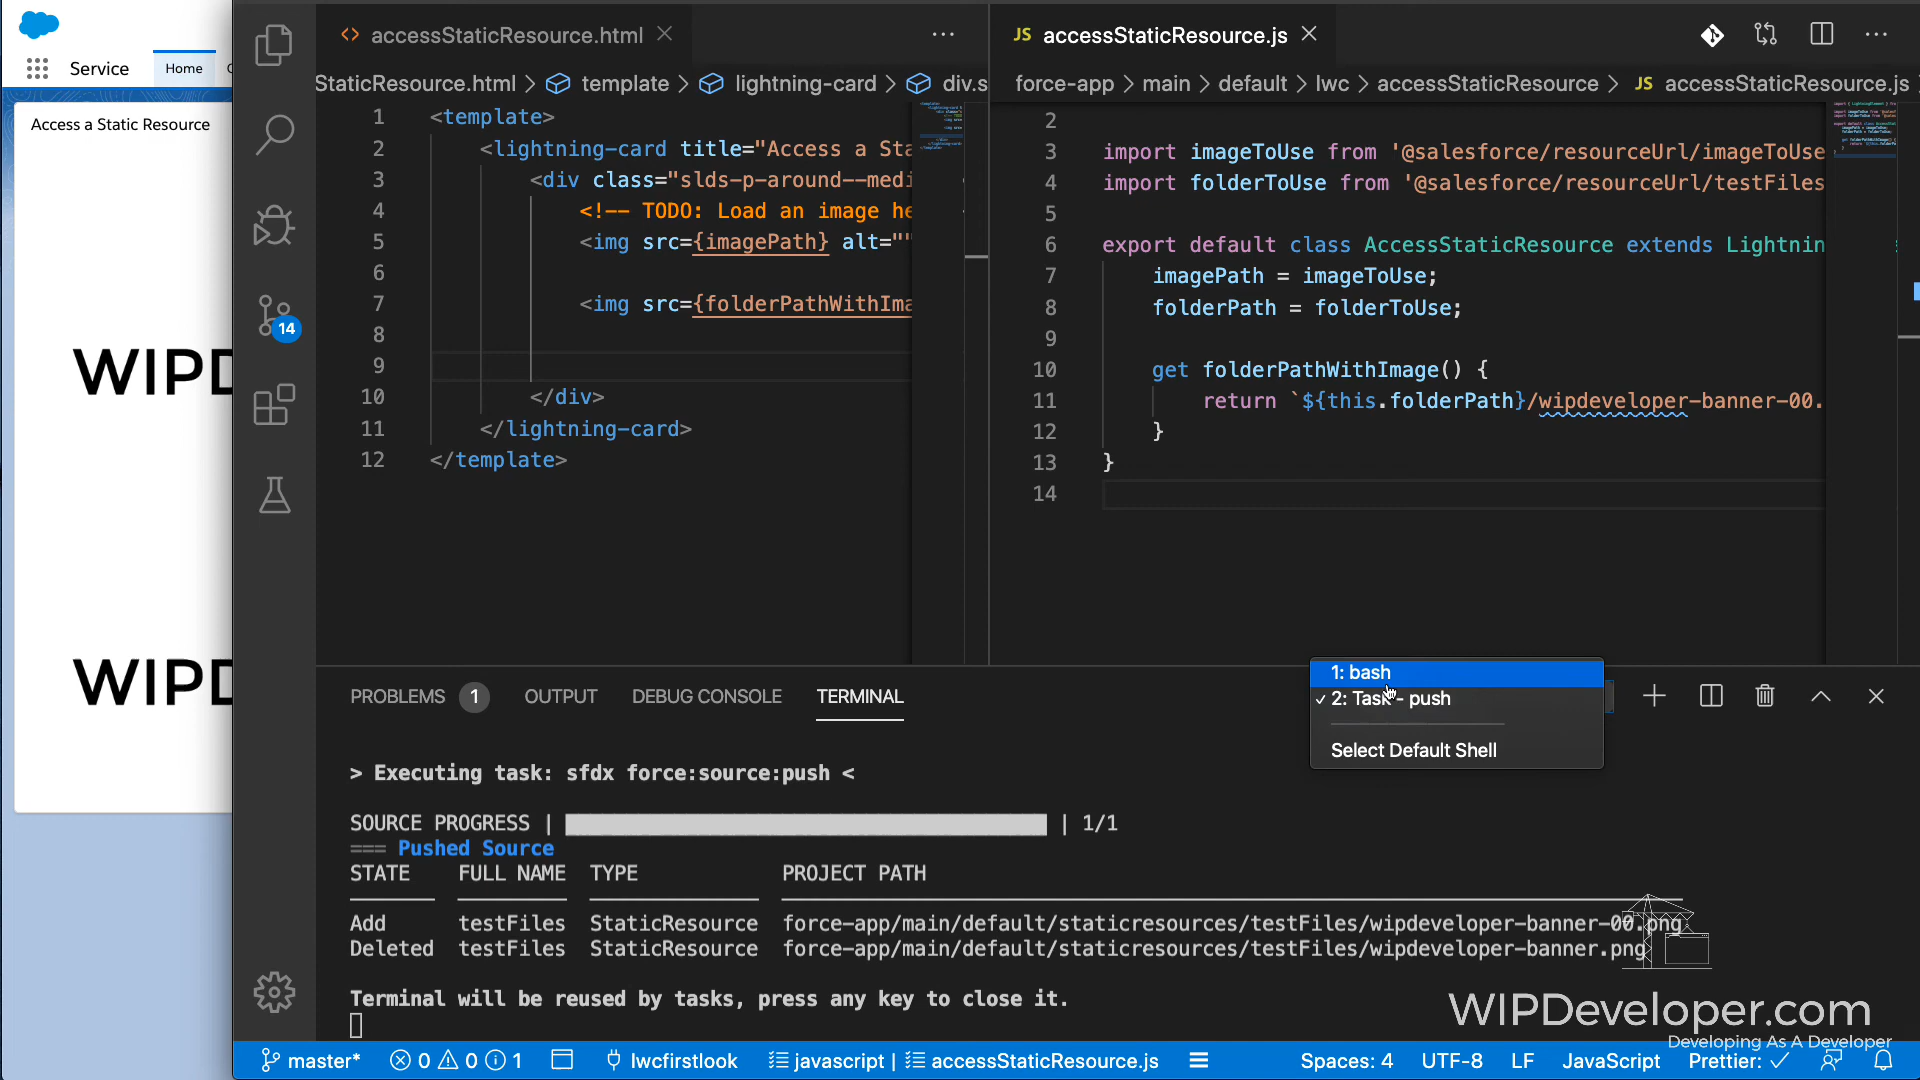 Service
Home
Access a Static Resource
WIPD
WIPD
accessStaticResource.html
StaticResource.html > template > lightning-card > div.s
1 <template>
2 <lightning-card title="Access a Sta
3 <div class="slds-p-around--medi
4 <!-- TODO: Load an image he
5 <img src={imagePath} alt=""
6
7 <img src={folderPathWithIma
8
9
10 </div>
11 </lightning-card>
12 </template>
JS accessStaticResource.js
force-app > main > default > lwc > accessStaticResource > JS accessStaticResource.js
2
3 import imageToUse from '@salesforce/resourceUrl/imageToUse
4 import folderToUse from '@salesforce/resourceUrl/testFiles
5
6 export default class AccessStaticResource extends Lightnin
7 imagePath = imageToUse;
8 folderPath = folderToUse;
9
10 get folderPathWithImage() {
11 return `${this.folderPath}/wipdeveloper-banner-00.
12 }
13 }
14
14
PROBLEMS 1 OUTPUT DEBUG CONSOLE TERMINAL
1: bash
✓ 2: Task - push
Select Default Shell
> Executing task: sfdx force:source:push <
SOURCE PROGRESS | | 1/1
=== Pushed Source
STATE FULL NAME TYPE PROJECT PATH
Add testFiles StaticResource force-app/main/default/staticresources/testFiles/wipdeveloper-banner-00.png
Deleted testFiles StaticResource force-app/main/default/staticresources/testFiles/wipdeveloper-banner.png
Terminal will be reused by tasks, press any key to close it.
WIPDeveloper.com
Developing As A Developer
master* 0 0 1 lwcfirstlook javascript | accessStaticResource.js Spaces: 4 UTF-8 LF JavaScript Prettier: ✓